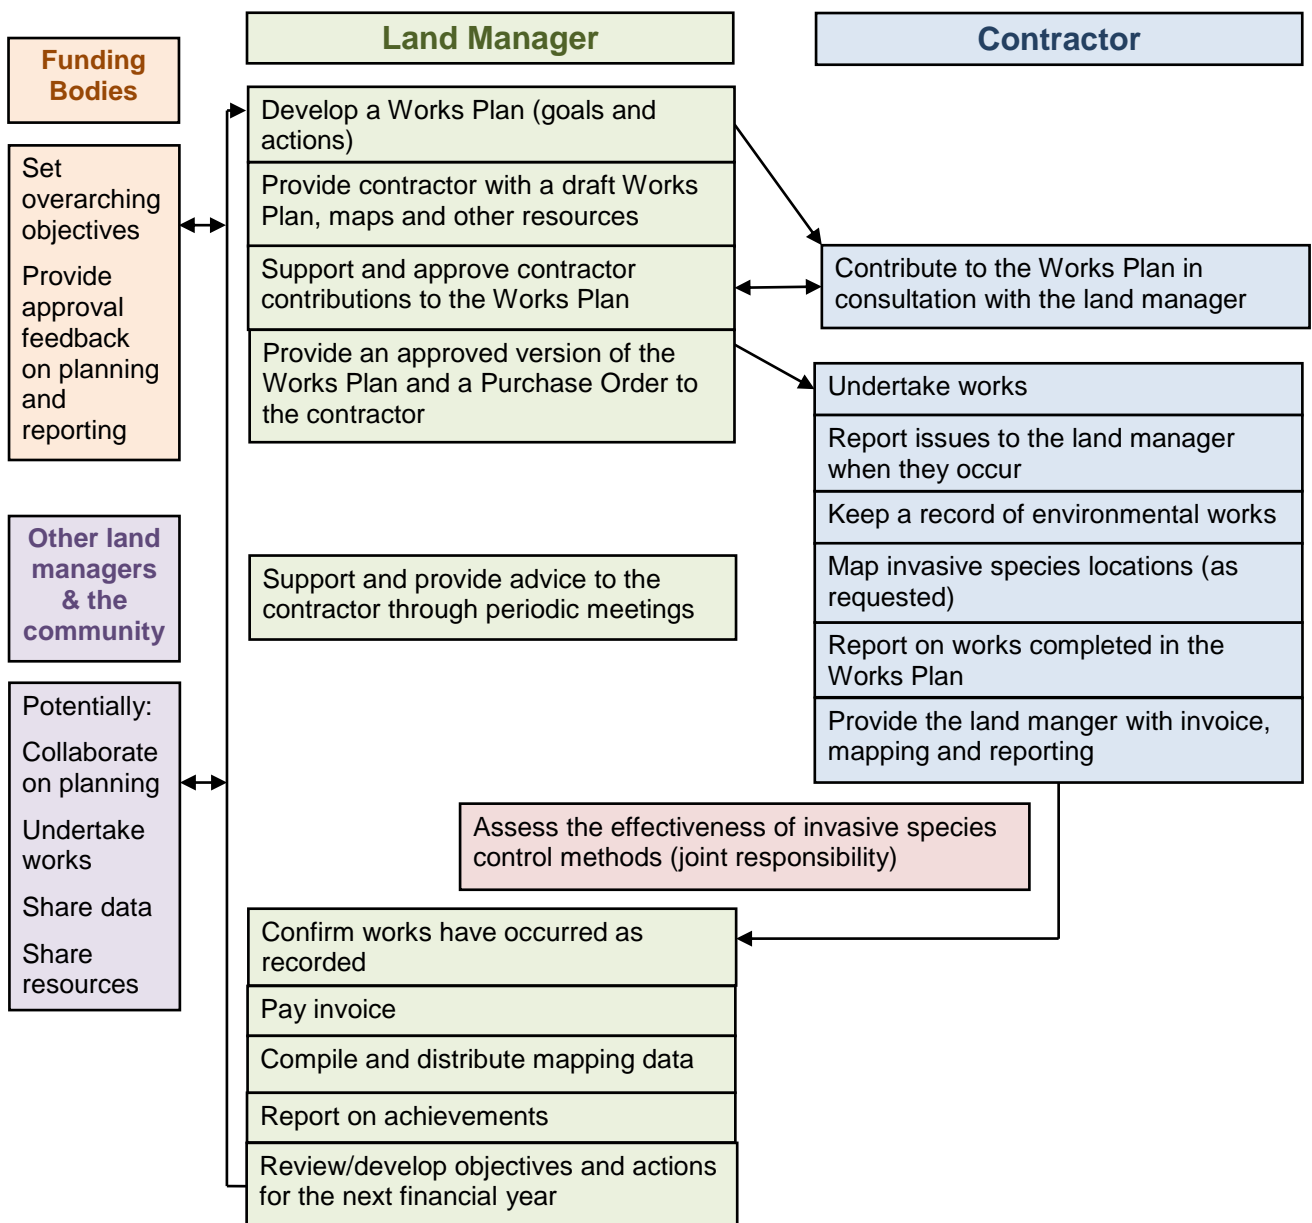 Funding
Bodies
Set
overarching
objectives
Provide
approval
feedback
on planning
and
reporting
Other land
managers
& the
community
Potentially:
Collaborate
on planning
Undertake
works
Share data
Share
resources
Land Manager
Develop a Works Plan (goals and
actions)
Provide contractor with a draft Works
Plan, maps and other resources
Support and approve contractor
contributions to the Works Plan
Provide an approved version of the
Works Plan and a Purchase Order to
the contractor
Support and provide advice to the
contractor through periodic meetings
Contractor
Contribute to the Works Plan in
consultation with the land manager
Undertake works
Report issues to the land manager
when they occur
Keep a record of environmental works
Map invasive species locations (as
requested)
Report on works completed in the
Works Plan
Provide the land manger with invoice,
mapping and reporting
Assess the effectiveness of invasive species
control methods (joint responsibility)
Confirm works have occurred as
recorded
Pay invoice
Compile and distribute mapping data
Report on achievements
Review/develop objectives and actions
for the next financial year